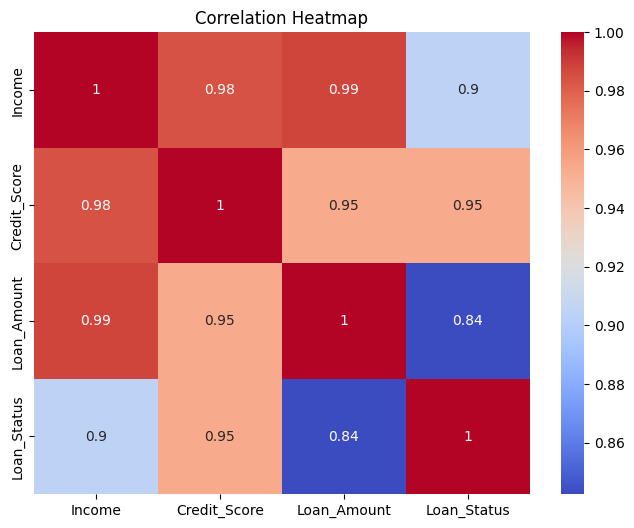 Correlation Heatmap
Income
1
0.98
0.99
0.9
Credit_Score
0.98
1
0.95
0.95
Loan_Amount
0.99
0.95
1
0.84
Loan_Status
0.9
0.95
0.84
1
Income
Credit_Score
Loan_Amount
Loan_Status
1.00
0.98
0.96
0.94
0.92
0.90
0.88
0.86